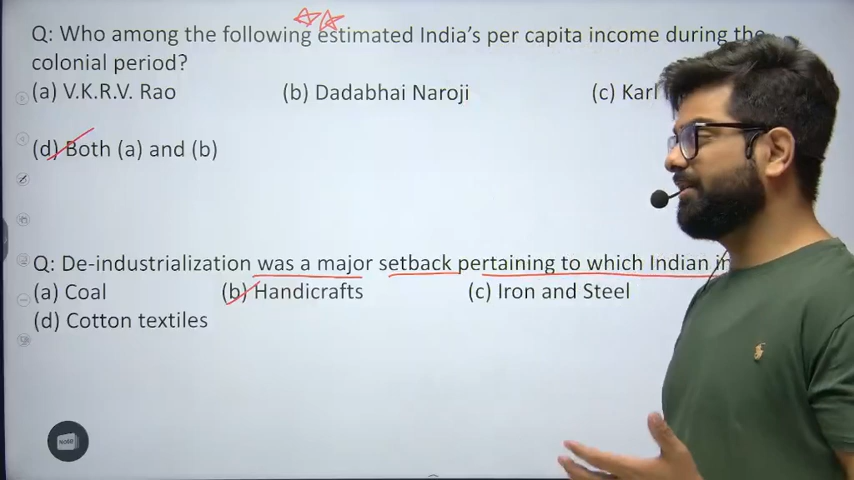 Q: Who among the following estimated India's per capita income during the
colonial period?
(a) V.K.R.V. Rao (b) Dadabhai Naroji (c) Karl
(d) Both (a) and (b)
Q: De-industrialization was a major setback pertaining to which Indian
(a) Coal (b) Handicrafts (c) Iron and Steel
(d) Cotton textiles